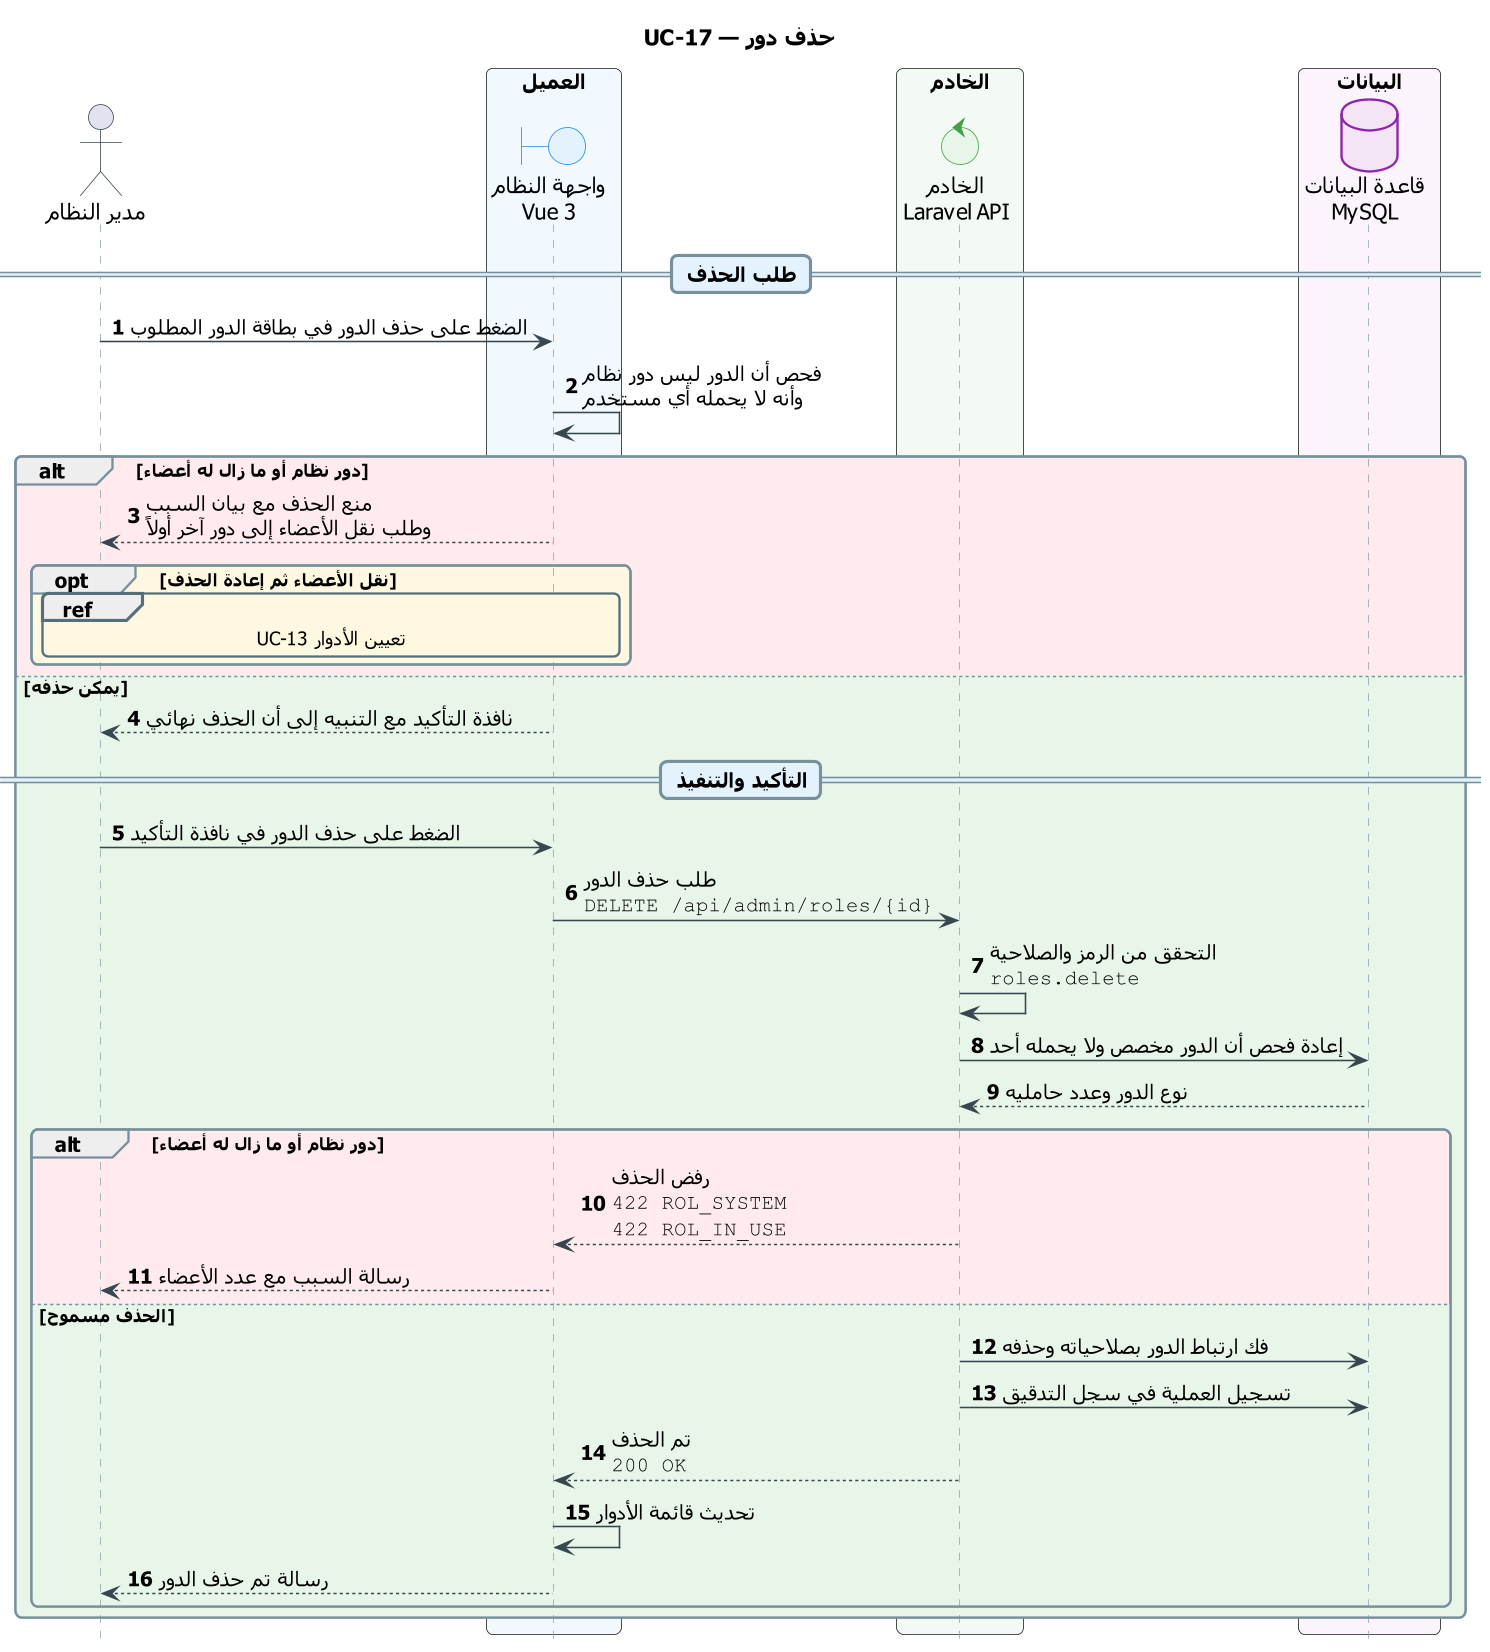 UC-17 — حذف دور
العميل
الخادم
البيانات
مدير النظام
واجهة النظام
Vue 3
الخادم
Laravel API
قاعدة البيانات
MySQL
طلب الحذف
1 الضغط على حذف الدور في بطاقة الدور المطلوب
2 فحص أن الدور ليس دور نظام
وأنه لا يحمله أي مستخدم
alt [دور نظام أو ما زال له أعضاء]
3 منع الحذف مع بيان السبب
وطلب نقل الأعضاء إلى دور آخر أولاً
opt [نقل الأعضاء ثم إعادة الحذف]
ref
UC-13 تعيين الأدوار
[يمكن حذفه]
4 نافذة التأكيد مع التنبيه إلى أن الحذف نهائي
التأكيد والتنفيذ
5 الضغط على حذف الدور في نافذة التأكيد
6 طلب حذف الدور
DELETE /api/admin/roles/{id}
7 التحقق من الرمز والصلاحية
roles.delete
8 إعادة فحص أن الدور مخصص ولا يحمله أحد
9 نوع الدور وعدد حامليه
alt [دور نظام أو ما زال له أعضاء]
10 رفض الحذف
422 ROL_SYSTEM
422 ROL_IN_USE
11 رسالة السبب مع عدد الأعضاء
[الحذف مسموح]
12 فك ارتباط الدور بصلاحياته وحذفه
13 تسجيل العملية في سجل التدقيق
14 تم الحذف
200 OK
15 تحديث قائمة الأدوار
16 رسالة تم حذف الدور